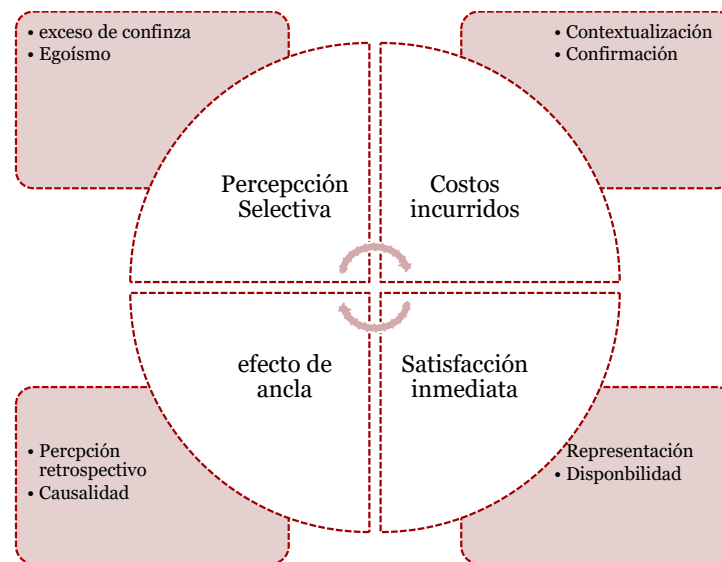 • exceso de confinza
• Egoísmo
• Contextualización
• Confirmación
Percepcción
Selectiva
Costos
incurridos
efecto de
ancla
Satisfacción
inmediata
• Percpción
retrospectivo
• Causalidad
Representación
• Disponbilidad